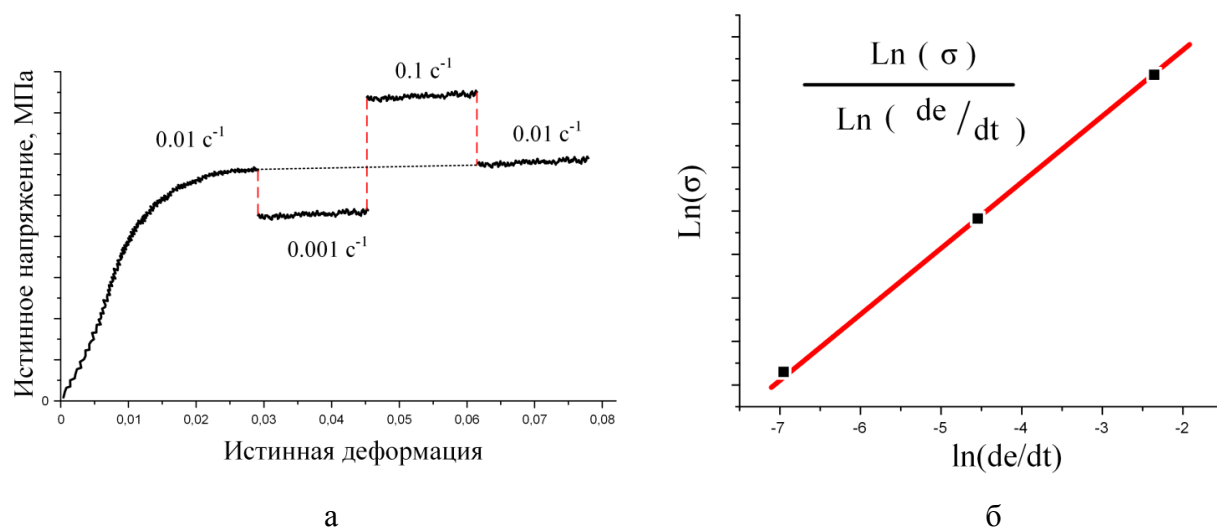 Истинное напряжение, МПа
0.01 с⁻¹
0.001 с⁻¹
0.1 с⁻¹
0.01 с⁻¹
0
0 0,01 0,02 0,03 0,04 0,05 0,06 0,07 0,08
Истинная деформация
а
Ln(σ)
Ln ( σ )
Ln ( de/dt )
-7 -6 -5 -4 -3 -2
ln(de/dt)
б